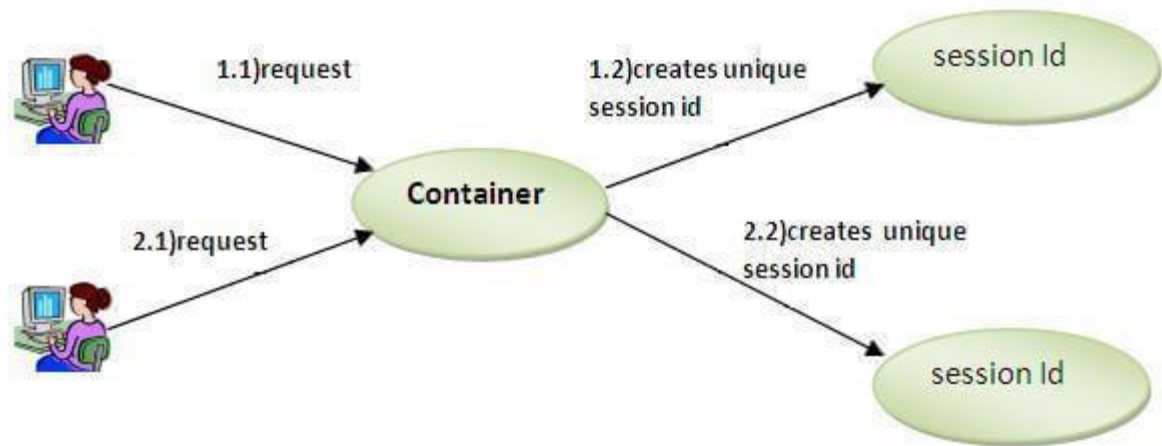 1.1)request
1.2)creates unique
session id
session Id
Container
2.1)request
2.2)creates unique
session id
session Id